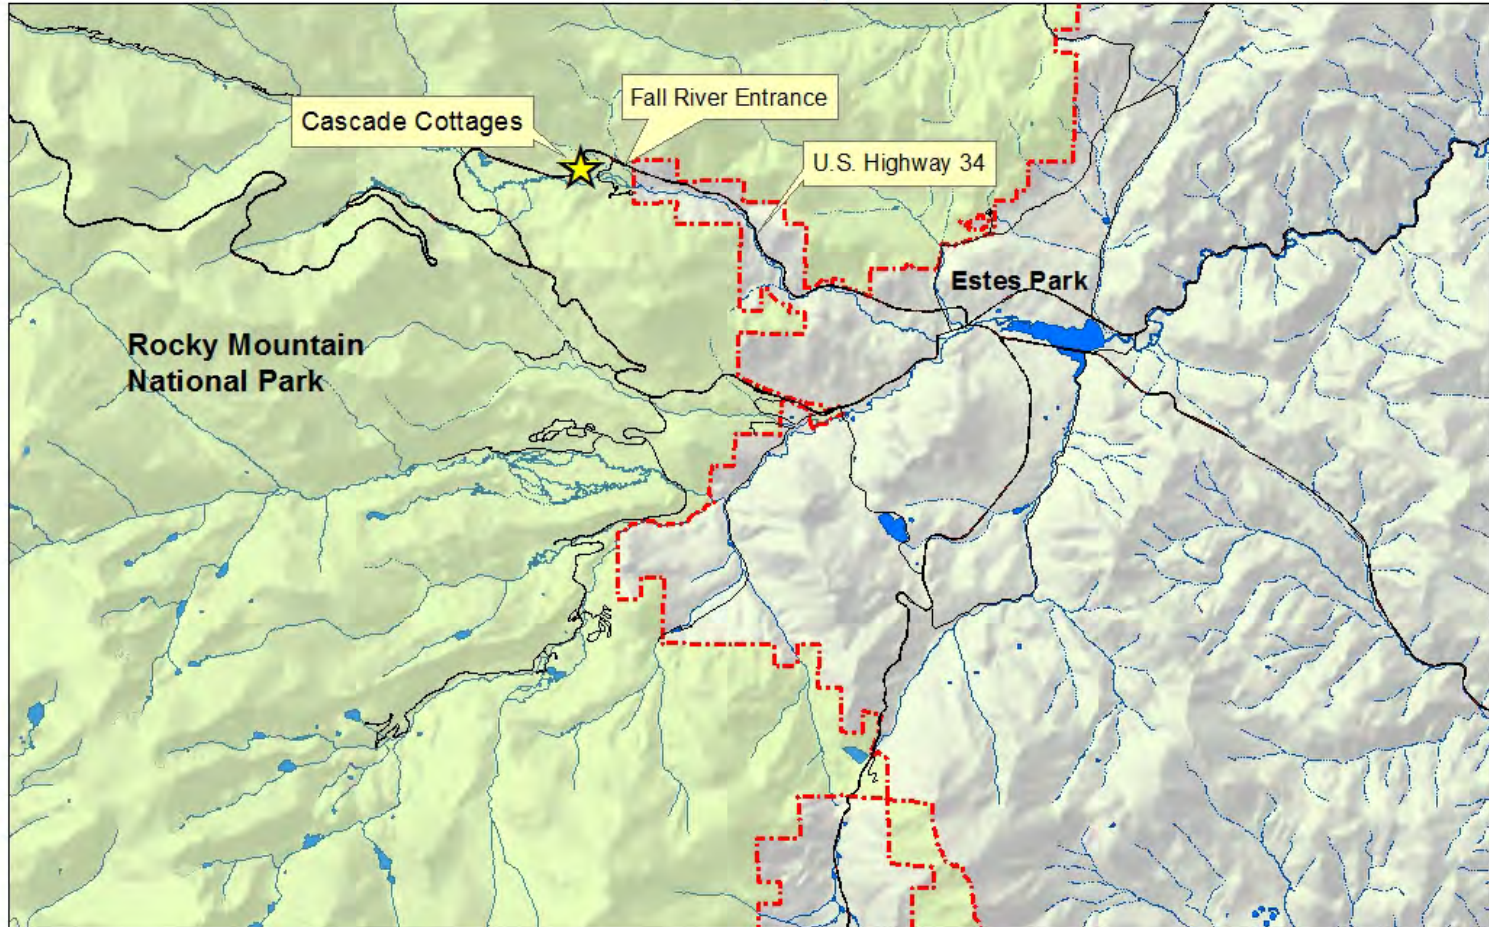 Fall River Entrance
Cascade Cottages
U.S. Highway 34
Estes Park
Rocky Mountain
National Park